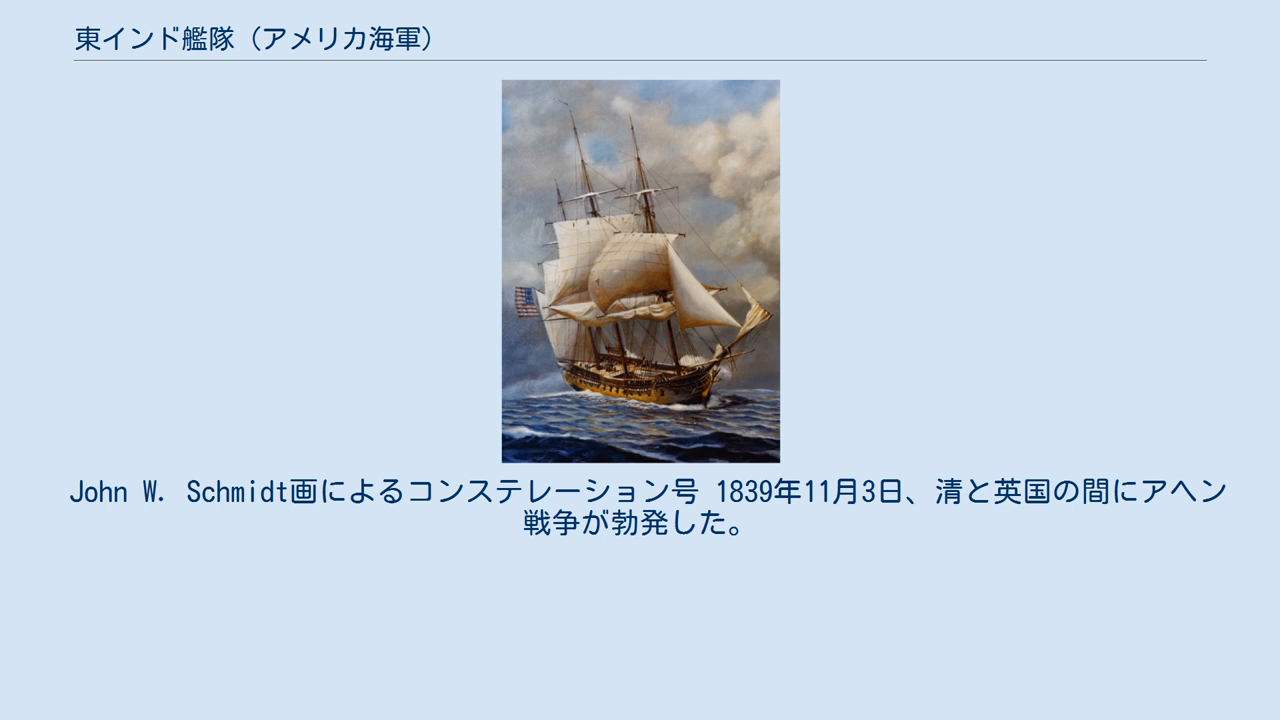 東インド艦隊（アメリカ海軍）
John W. Schmidt画によるコンステレーション号 1839年11月3日、清と英国の間にアヘン
戦争が勃発した。